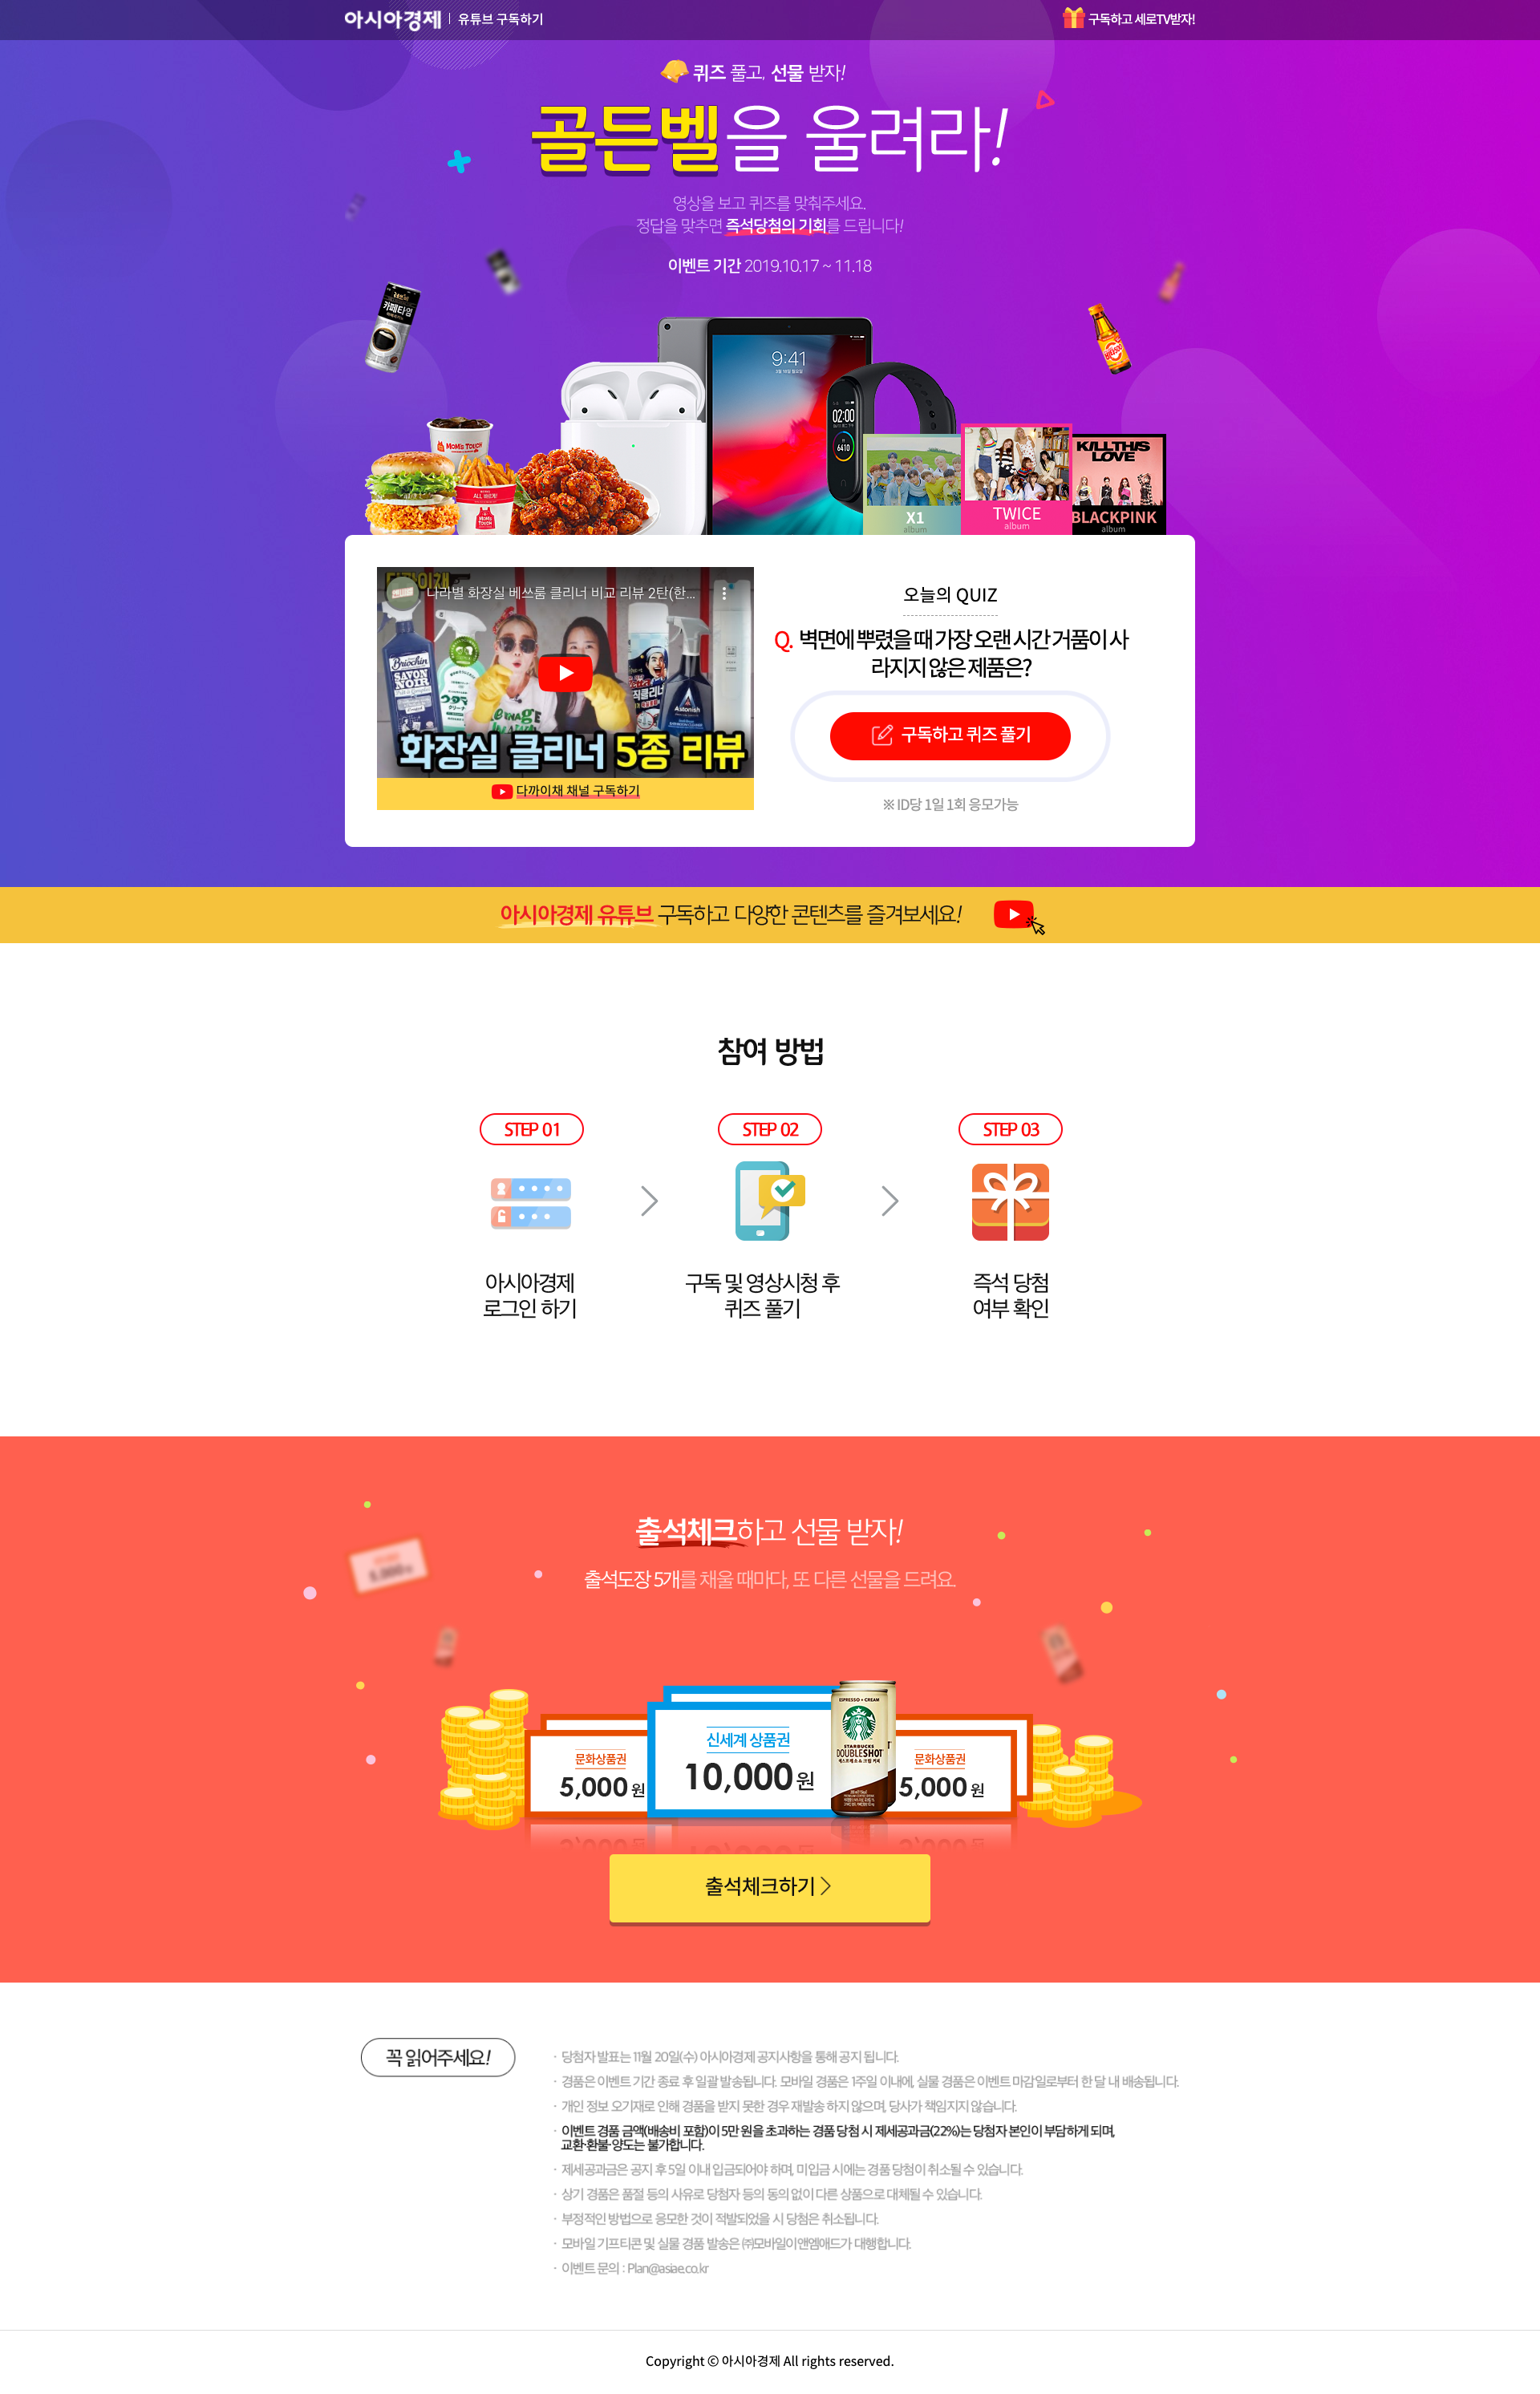 아시아경제 | 유튜브 구독하기
구독하고 세로TV받자!
퀴즈 풀고, 선물 받자!
골든벨을 울려라!
영상을 보고 퀴즈를 맞춰주세요.
정답을 맞추면 즉석당첨의 기회를 드립니다!
이벤트 기간 2019.10.17 ~ 11.18
카페타임
9:41
MOM'S TOUCH
02:00
6410
KILL THIS LOVE
X1
album
TWICE
album
BLACKPINK
album
나라별 화장실 베쓰룸 클리너 비교 리뷰 2탄(한...
Briochin
SAVON NOIR
Astonish
화장실 클리너 5종 리뷰
다까이채 채널 구독하기
오늘의 QUIZ
Q. 벽면에 뿌렸을 때 가장 오랜 시간 거품이 사
라지지 않은 제품은?
구독하고 퀴즈 풀기
※ ID당 1일 1회 응모가능
아시아경제 유튜브 구독하고 다양한 콘텐츠를 즐겨보세요!
참여 방법
STEP 01
STEP 02
STEP 03
아시아경제
로그인 하기
구독 및 영상시청 후
퀴즈 풀기
즉석 당첨
여부 확인
출석체크하고 선물 받자!
출석도장 5개를 채울 때마다, 또 다른 선물을 드려요.
문화상품권
5,000 원
신세계 상품권
10,000 원
ESPRESSO + CREAM
STARBUCKS
DOUBLESHOT
에스프레소 & 크림 커피
문화상품권
5,000 원
출석체크하기 >
꼭 읽어주세요!
· 당첨자 발표는 11월 20일(수) 아시아경제 공지사항을 통해 공지 됩니다.
· 경품은 이벤트 기간 종료 후 일괄 발송됩니다. 모바일 경품은 1주일 이내에, 실물 경품은 이벤트 마감일로부터 한 달 내 배송됩니다.
· 개인 정보 오기재로 인해 경품을 받지 못한 경우 재발송 하지 않으며, 당사가 책임지지 않습니다.
· 이벤트 경품 금액(배송비 포함)이 5만 원을 초과하는 경품 당첨 시 제세공과금(22%)는 당첨자 본인이 부담하게 되며,
교환·환불·양도는 불가합니다.
· 제세공과금은 공지 후 5일 이내 입금되어야 하며, 미입금 시에는 경품 당첨이 취소될 수 있습니다.
· 상기 경품은 품절 등의 사유로 당첨자 등의 동의 없이 다른 상품으로 대체될 수 있습니다.
· 부정적인 방법으로 응모한 것이 적발되었을 시 당첨은 취소됩니다.
· 모바일 기프티콘 및 실물 경품 발송은 ㈜모바일이앤엠애드가 대행합니다.
· 이벤트 문의 : Plan@asiae.co.kr
Copyright ⓒ 아시아경제 All rights reserved.